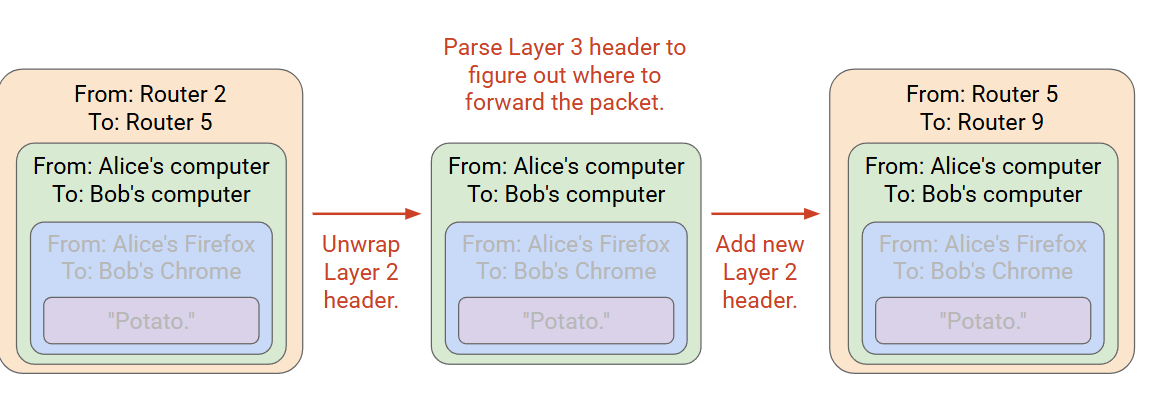 Parse Layer 3 header to
figure out where to
forward the packet.
From: Router 2
To: Router 5
From: Alice's computer
To: Bob's computer
From: Alice's Firefox
To: Bob's Chrome
"Potato."
Unwrap
Layer 2
header.
From: Alice's computer
To: Bob's computer
From: Alice's Firefox
To: Bob's Chrome
"Potato."
Add new
Layer 2
header.
From: Router 5
To: Router 9
From: Alice's computer
To: Bob's computer
From: Alice's Firefox
To: Bob's Chrome
"Potato."